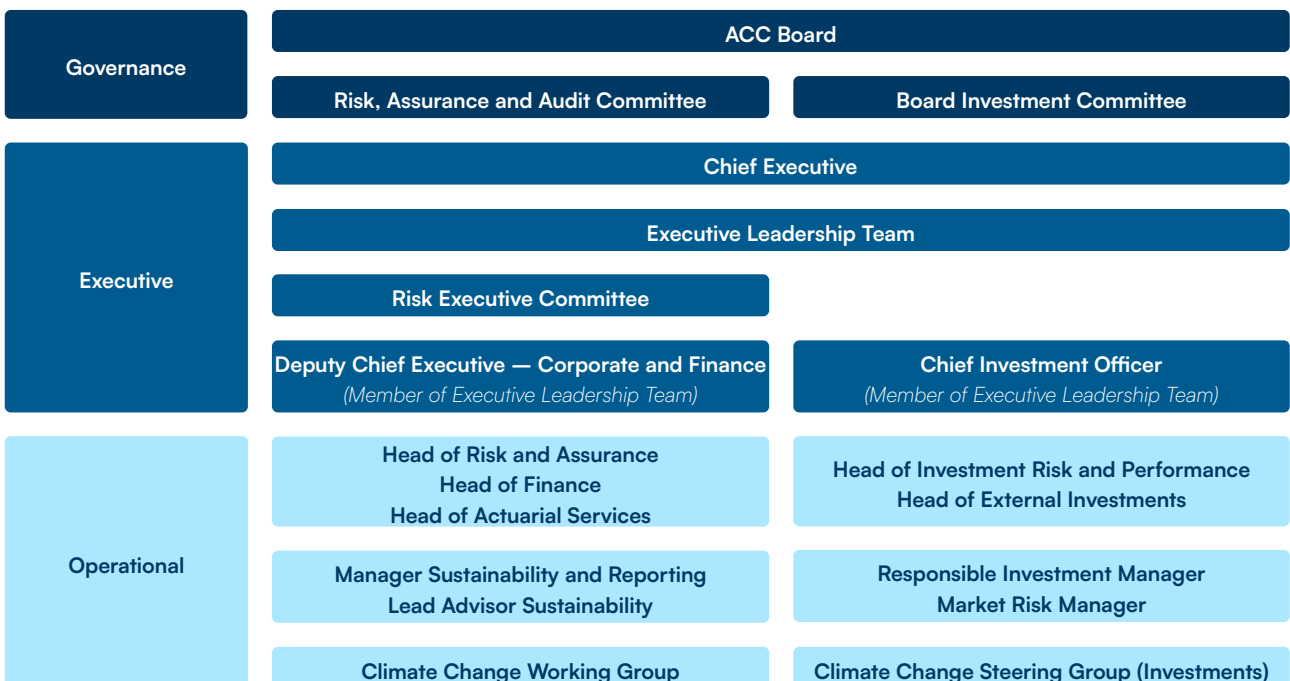 Governance
ACC Board
Risk, Assurance and Audit Committee
Board Investment Committee
Executive
Chief Executive
Executive Leadership Team
Risk Executive Committee
Deputy Chief Executive — Corporate and Finance
(Member of Executive Leadership Team)
Chief Investment Officer
(Member of Executive Leadership Team)
Operational
Head of Risk and Assurance
Head of Finance
Head of Actuarial Services
Head of Investment Risk and Performance
Head of External Investments
Manager Sustainability and Reporting
Lead Advisor Sustainability
Responsible Investment Manager
Market Risk Manager
Climate Change Working Group
Climate Change Steering Group (Investments)